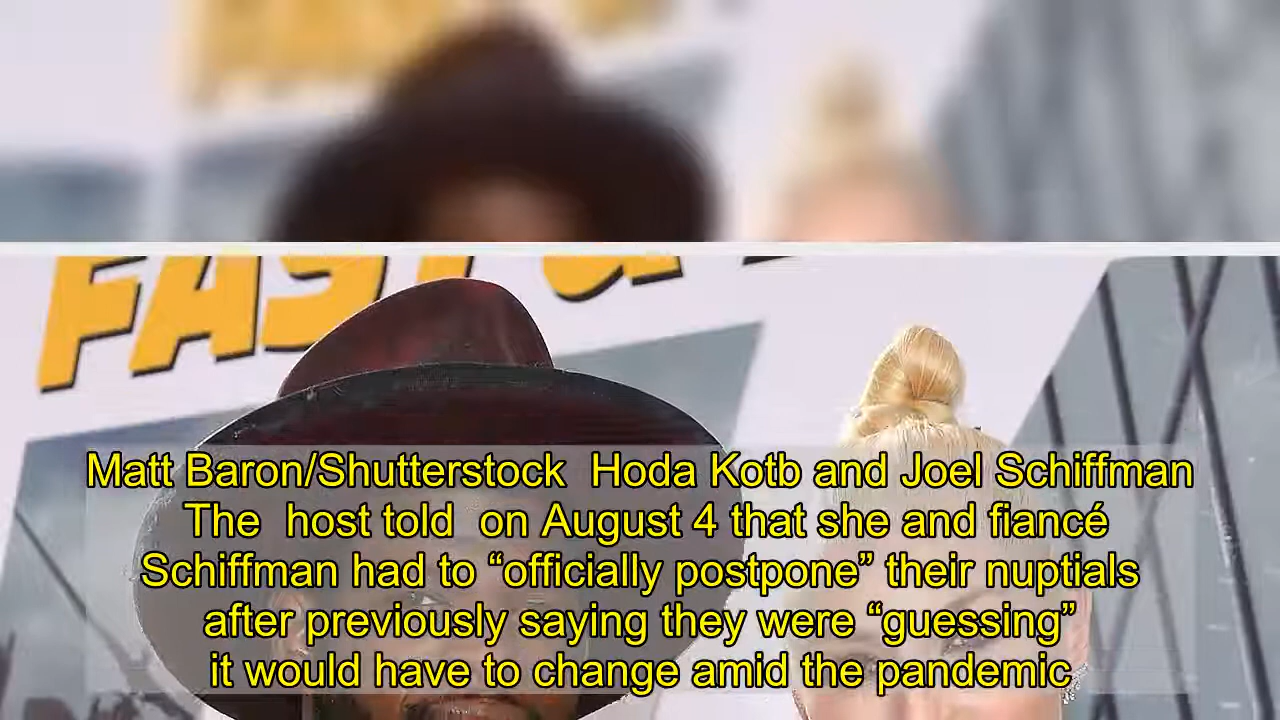 FAST &
Matt Baron/Shutterstock  Hoda Kotb and Joel Schiffman
The  host told  on August 4 that she and fiancé
Schiffman had to “officially postpone” their nuptials
after previously saying they were “guessing”
it would have to change amid the pandemic